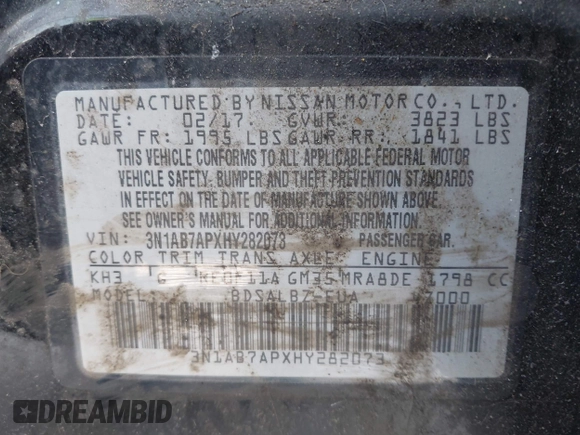 MANUFACTURED BY NISSAN MOTOR CO., LTD.
DATE: 02/17 GVWR: 3823 LBS
GAWR FR: 1995 LBS GAWR RR: 1841 LBS
THIS VEHICLE CONFORMS TO ALL APPLICABLE FEDERAL MOTOR
VEHICLE SAFETY, BUMPER AND THEFT PREVENTION STANDARDS
IN EFFECT ON THE DATE OF MANUFACTURE SHOWN ABOVE.
SEE OWNER'S MANUAL FOR ADDITIONAL INFORMATION.
VIN: 3N1AB7APXHY282073 PASSENGER CAR.
COLOR TRIM TRANS AXLE: ENGINE
KH3 G RE0F11A GM35 MRA8DE 1798 CC
MODEL: BDSALBZ-EUA
3N1AB7APXHY282073
DREAMBID